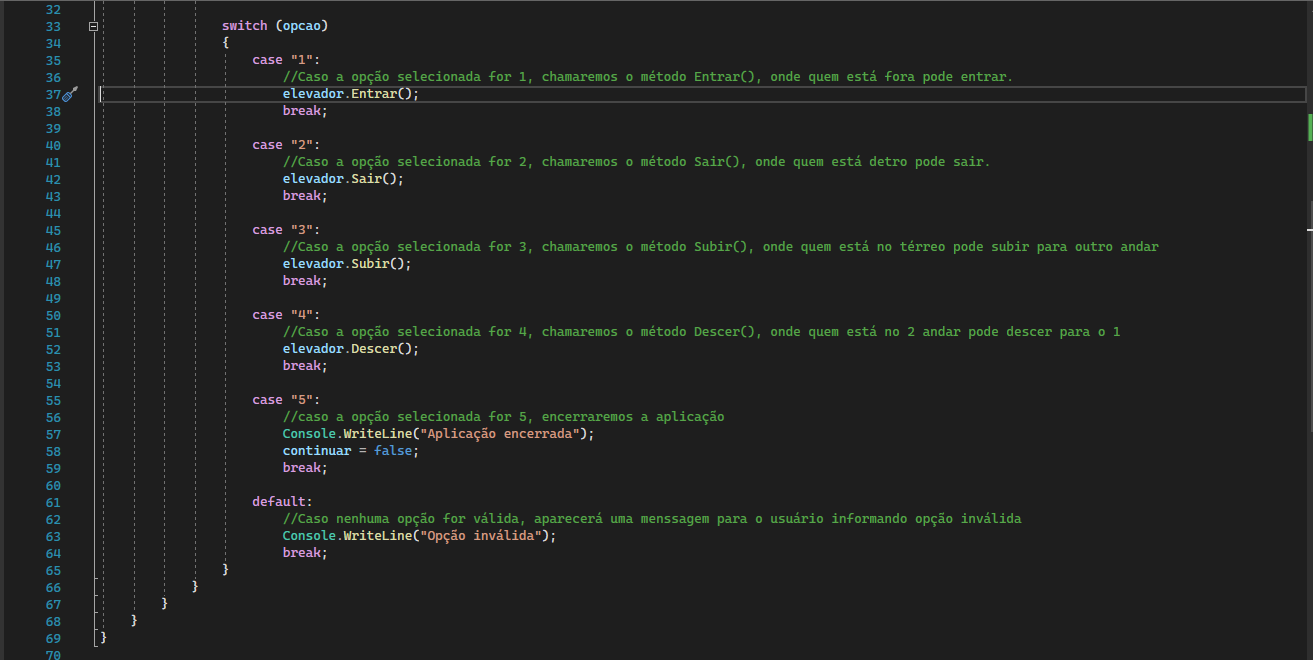 32
33 switch (opcao)
34 {
35 case "1":
36 //Caso a opção selecionada for 1, chamaremos o método Entrar(), onde quem está fora pode entrar.
37 elevador.Entrar();
38 break;
39
40 case "2":
41 //Caso a opção selecionada for 2, chamaremos o método Sair(), onde quem está detro pode sair.
42 elevador.Sair();
43 break;
44
45 case "3":
46 //Caso a opção selecionada for 3, chamaremos o método Subir(), onde quem está no térreo pode subir para outro andar
47 elevador.Subir();
48 break;
49
50 case "4":
51 //Caso a opção selecionada for 4, chamaremos o método Descer(), onde quem está no 2 andar pode descer para o 1
52 elevador.Descer();
53 break;
54
55 case "5":
56 //caso a opção selecionada for 5, encerraremos a aplicação
57 Console.WriteLine("Aplicação encerrada");
58 continuar = false;
59 break;
60
61 default:
62 //Caso nenhuma opção for válida, aparecerá uma menssagem para o usuário informando opção inválida
63 Console.WriteLine("Opção inválida");
64 break;
65 }
66 }
67 }
68 }
69 }
70